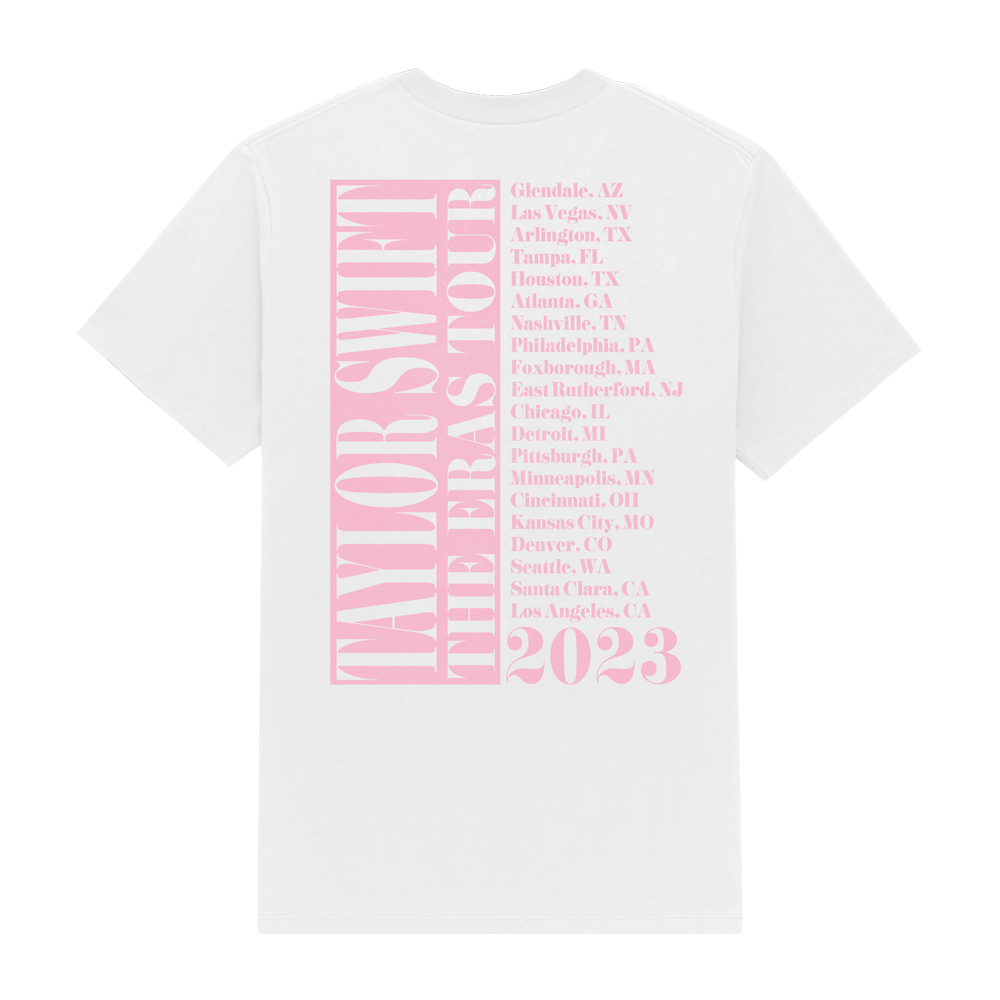 TAYLOR SWIFT
THE ERAS TOUR
Glendale, AZ
Las Vegas, NV
Arlington, TX
Tampa, FL
Houston, TX
Atlanta, GA
Nashville, TN
Philadelphia, PA
Foxborough, MA
East Rutherford, NJ
Chicago, IL
Detroit, MI
Pittsburgh, PA
Minneapolis, MN
Cincinnati, OH
Kansas City, MO
Denver, CO
Seattle, WA
Santa Clara, CA
Los Angeles, CA
2023